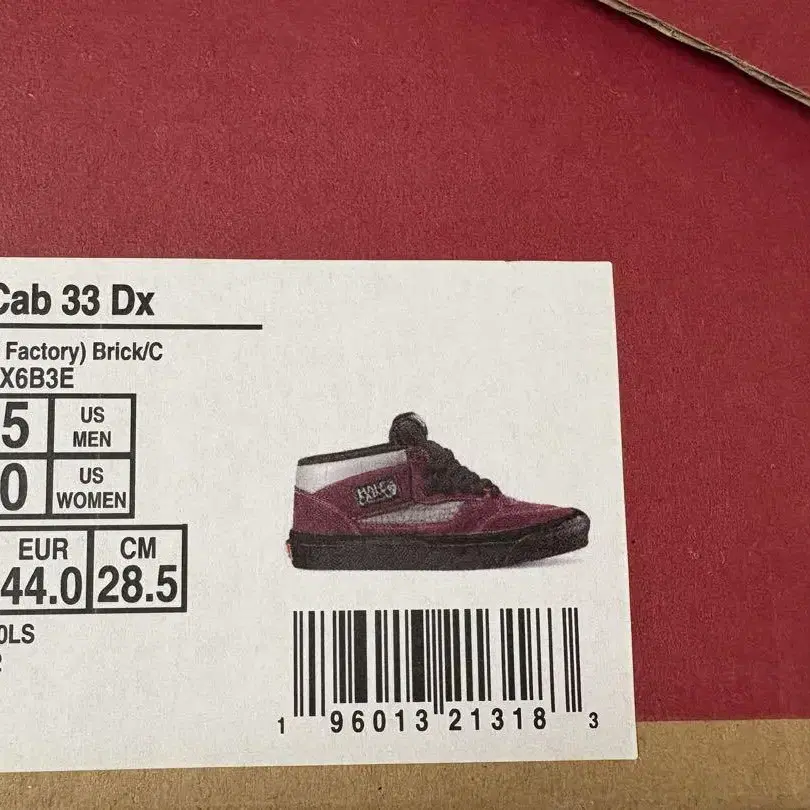 Cab 33 Dx
Factory) Brick/C
X6B3E
5 US MEN
0 US WOMEN
EUR CM
44.0 28.5
OLS
1 96013 21318 3